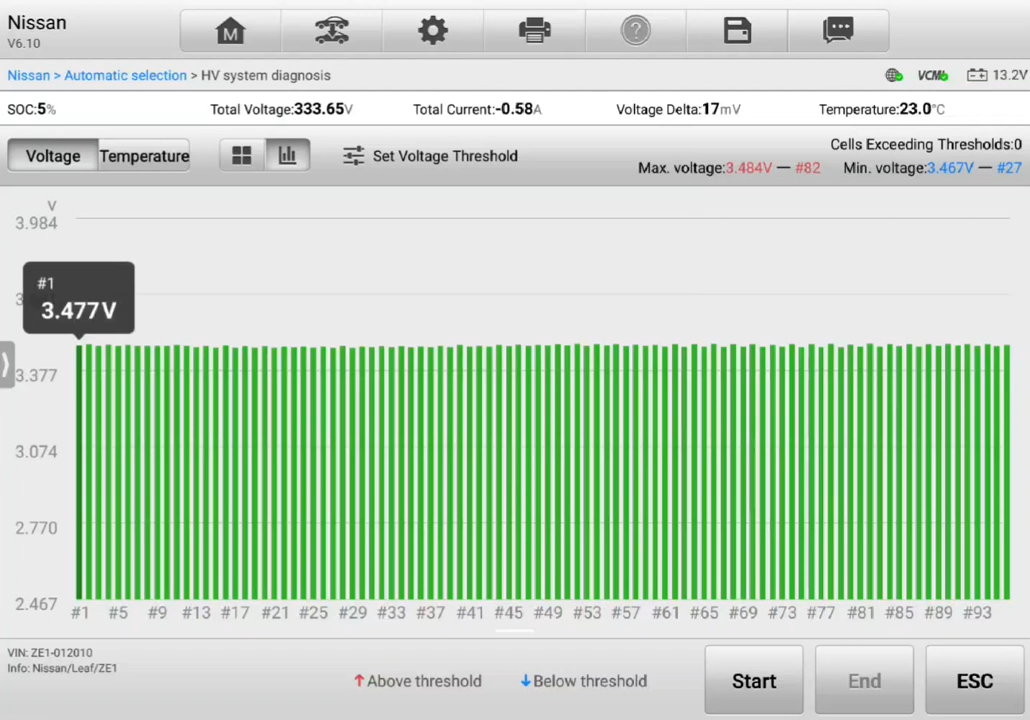 Nissan
V6.10
M
?
Nissan > Automatic selection > HV system diagnosis
VCMI
13.2V
SOC:5%
Total Voltage:333.65V
Total Current:-0.58A
Voltage Delta:17mV
Temperature:23.0°C
Voltage
Temperature
Set Voltage Threshold
Cells Exceeding Thresholds:0
Max. voltage:3.484V — #82
Min. voltage:3.467V — #27
V
3.984
#1
3.477V
3.377
3.074
2.770
2.467
#1 #5 #9 #13 #17 #21 #25 #29 #33 #37 #41 #45 #49 #53 #57 #61 #65 #69 #73 #77 #81 #85 #89 #93
VIN: ZE1-012010
Info: Nissan/Leaf/ZE1
↑Above threshold
↓Below threshold
Start
End
ESC